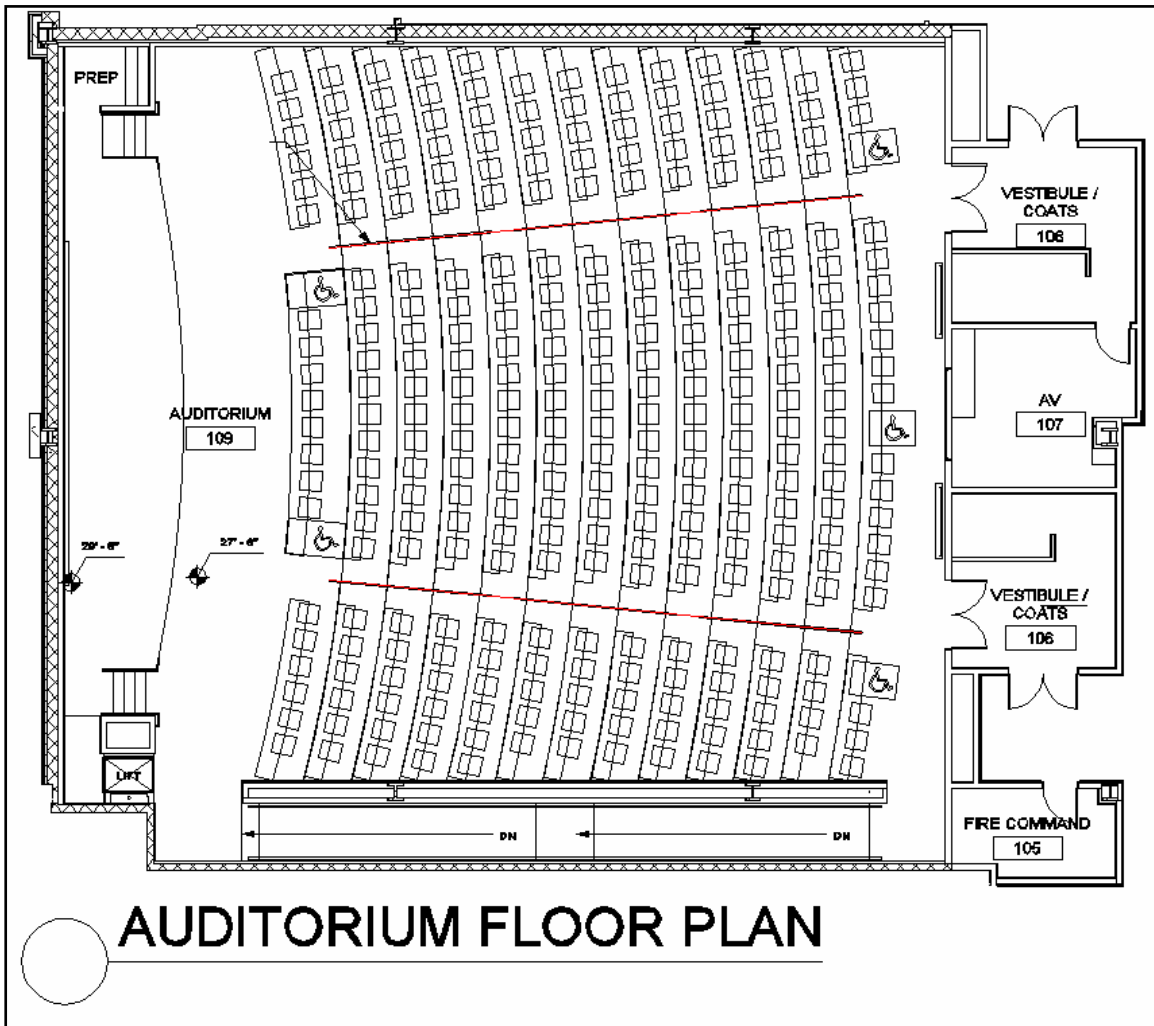 PREP
VESTIBULE /
COATS
106
AV
107
AUDITORIUM
109
29' - 6"
27' - 6"
VESTIBULE /
COATS
106
LIFT
DN
DN
FIRE COMMAND
105
AUDITORIUM FLOOR PLAN